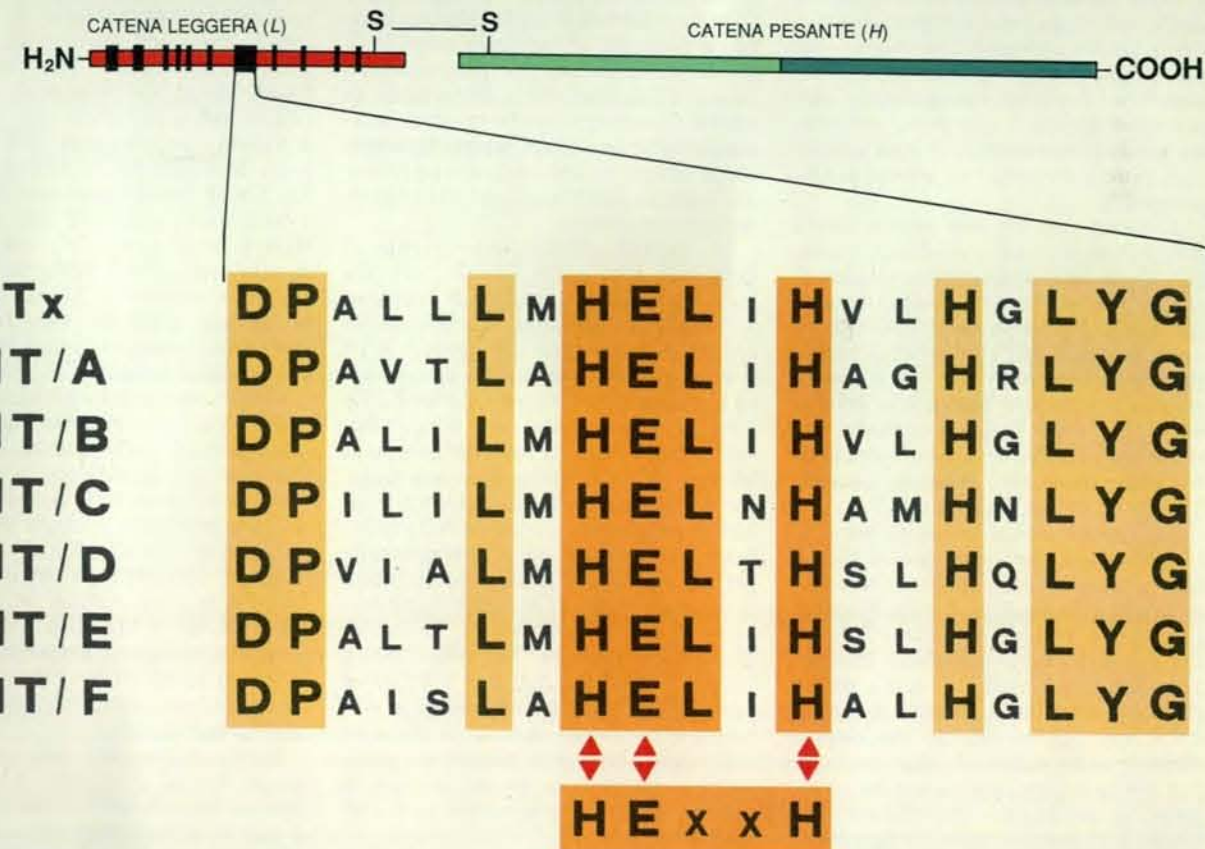 CATENA LEGGERA (L)
S S
CATENA PESANTE (H)
H₂N
COOH
Tx D P A L L L M H E L I H V L H G L Y G
T/A D P A V T L A H E L I H A G H R L Y G
T/B D P A L I L M H E L I H V L H G L Y G
T/C D P I L I L M H E L N H A M H N L Y G
T/D D P V I A L M H E L T H S L H Q L Y G
T/E D P A L T L M H E L I H S L H G L Y G
T/F D P A I S L A H E L I H A L H G L Y G
H E x x H